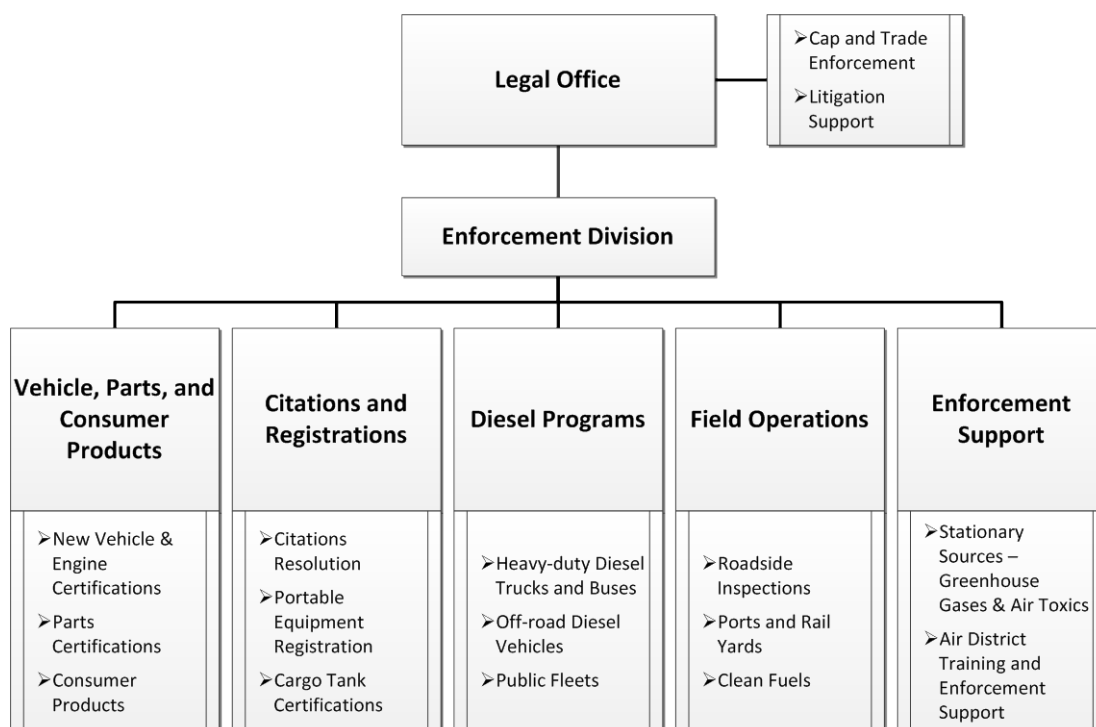 Legal Office
➢Cap and Trade
Enforcement
➢Litigation
Support
Enforcement Division
Vehicle, Parts, and
Consumer
Products
➢New Vehicle &
Engine
Certifications
➢Parts
Certifications
➢Consumer
Products
Citations and
Registrations
➢Citations
Resolution
➢Portable
Equipment
Registration
➢Cargo Tank
Certifications
Diesel Programs
➢Heavy-duty Diesel
Trucks and Buses
➢Off-road Diesel
Vehicles
➢Public Fleets
Field Operations
➢Roadside
Inspections
➢Ports and Rail
Yards
➢Clean Fuels
Enforcement
Support
➢Stationary
Sources –
Greenhouse
Gases & Air Toxics
➢Air District
Training and
Enforcement
Support